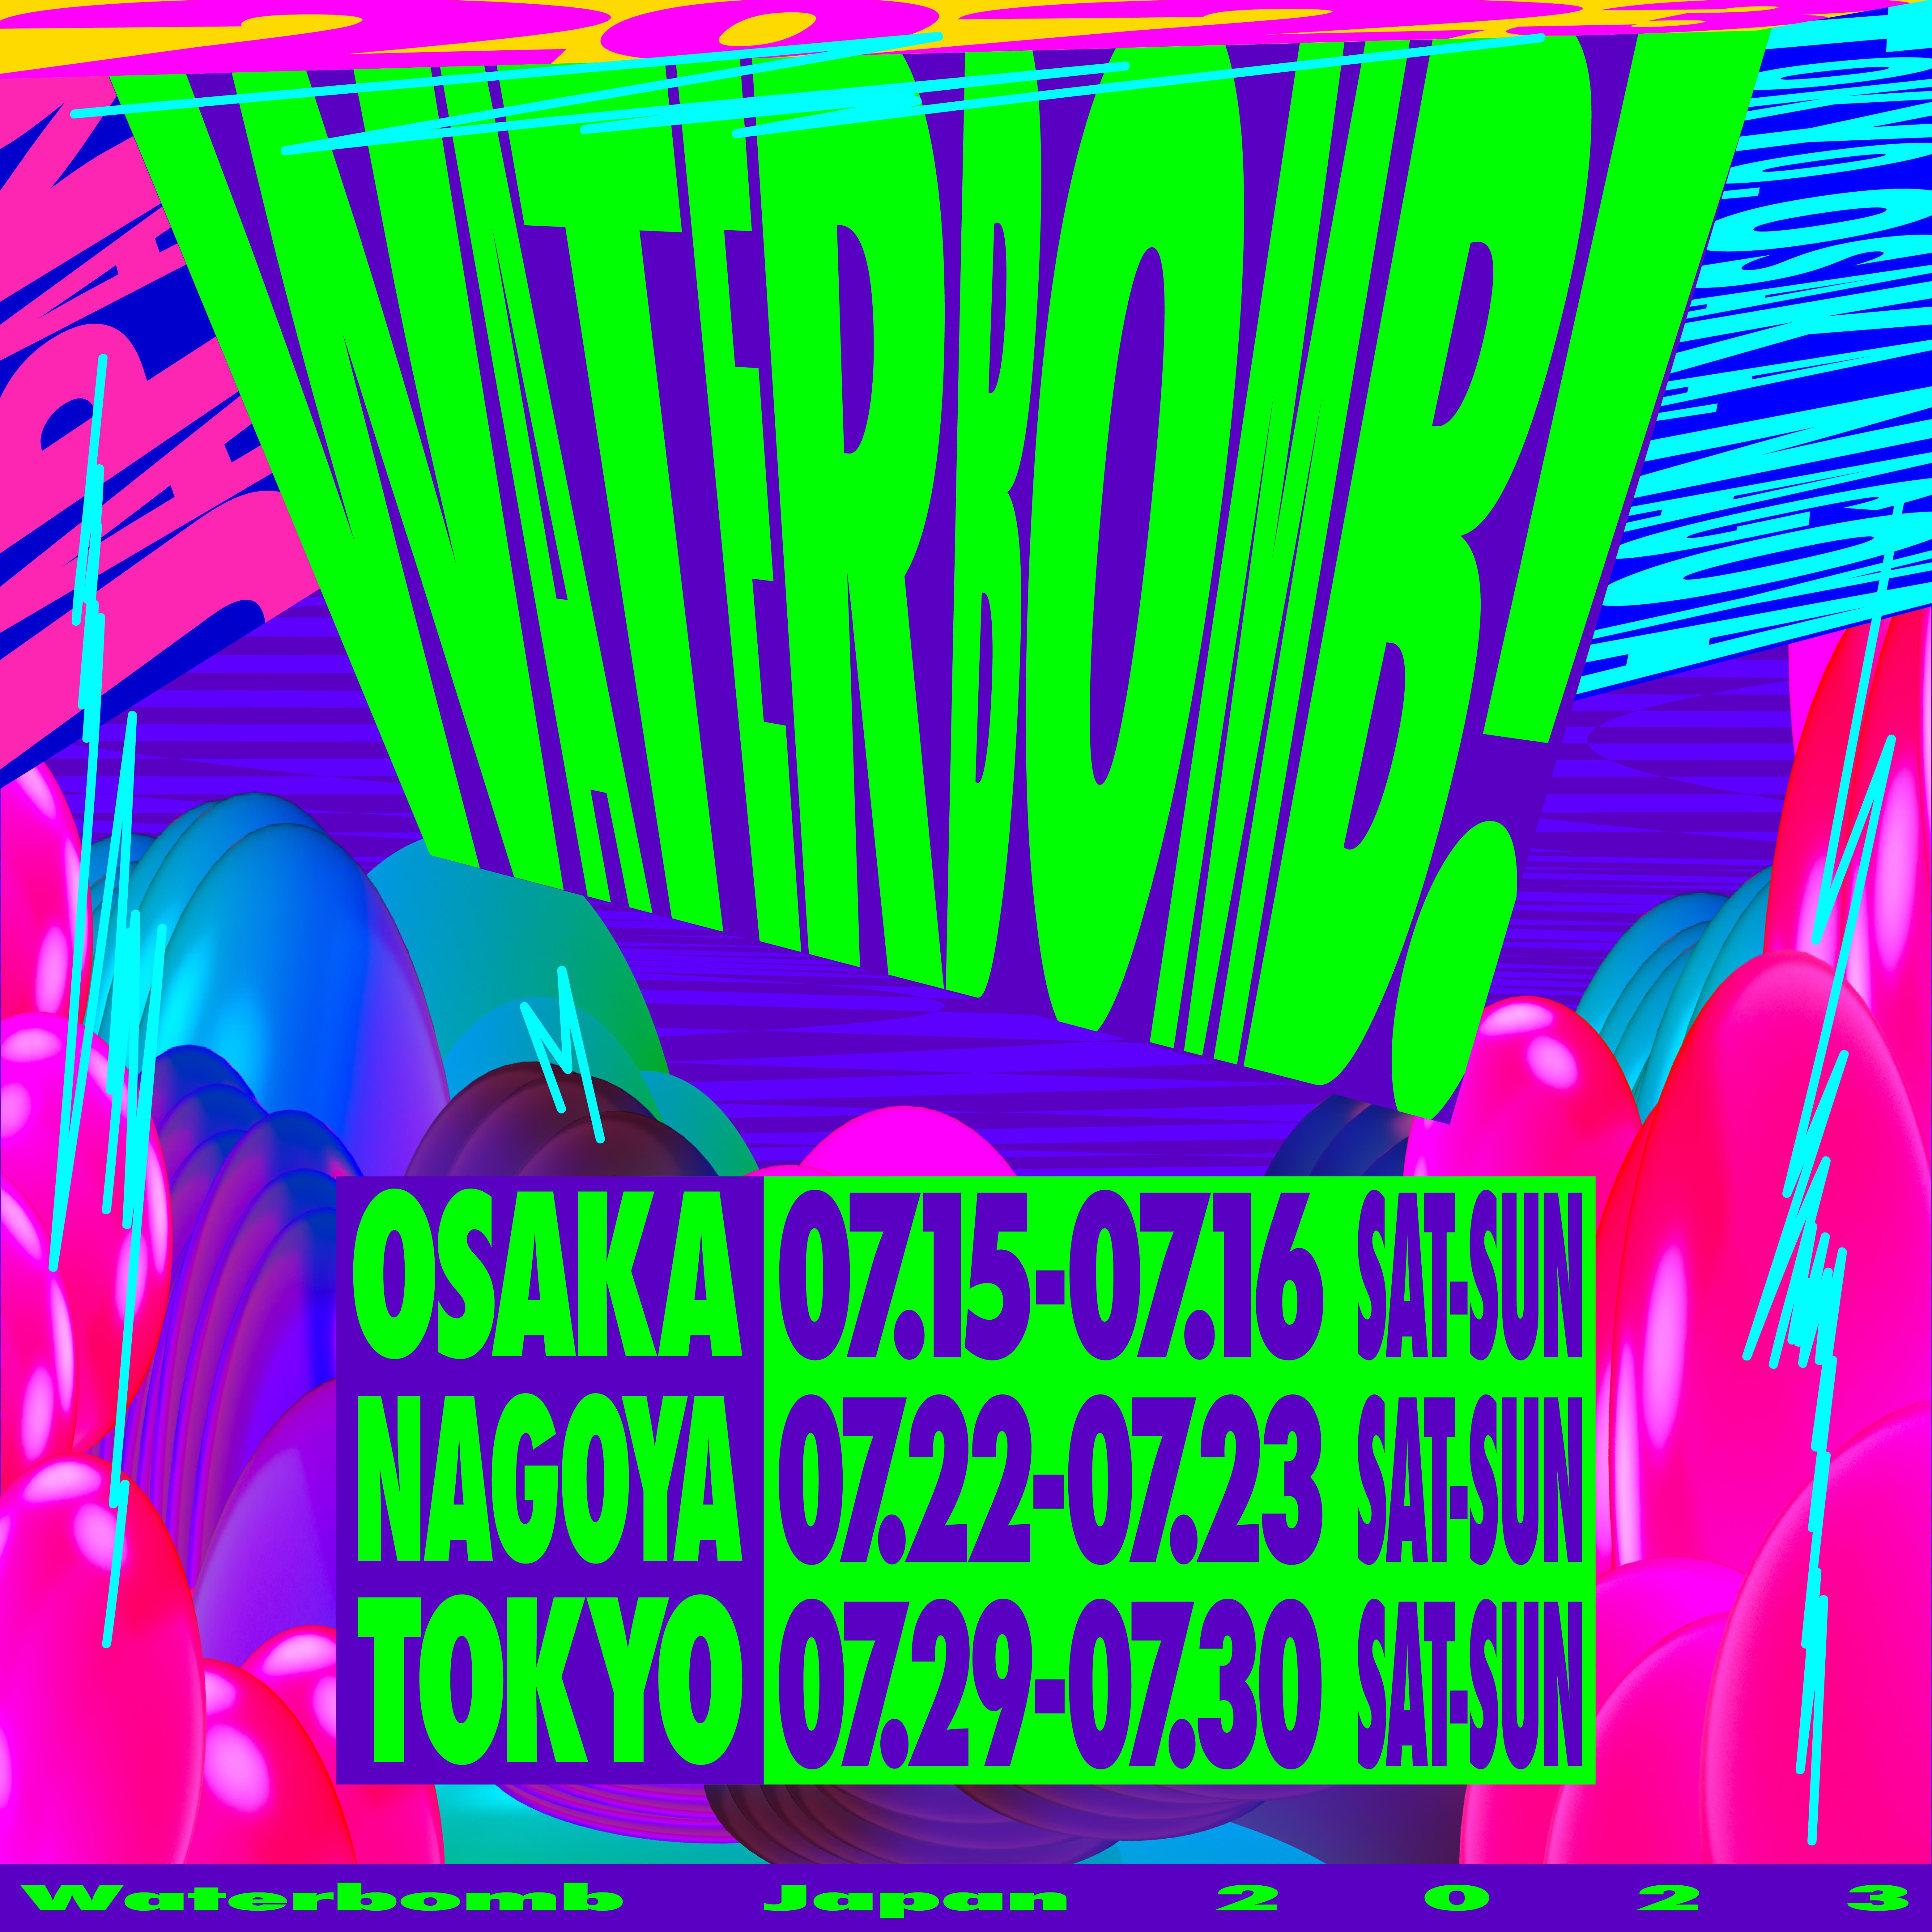 2023
WATERBOMB!
OSAKA 07.15-07.16 SAT-SUN
NAGOYA 07.22-07.23 SAT-SUN
TOKYO 07.29-07.30 SAT-SUN
Waterbomb Japan 2023